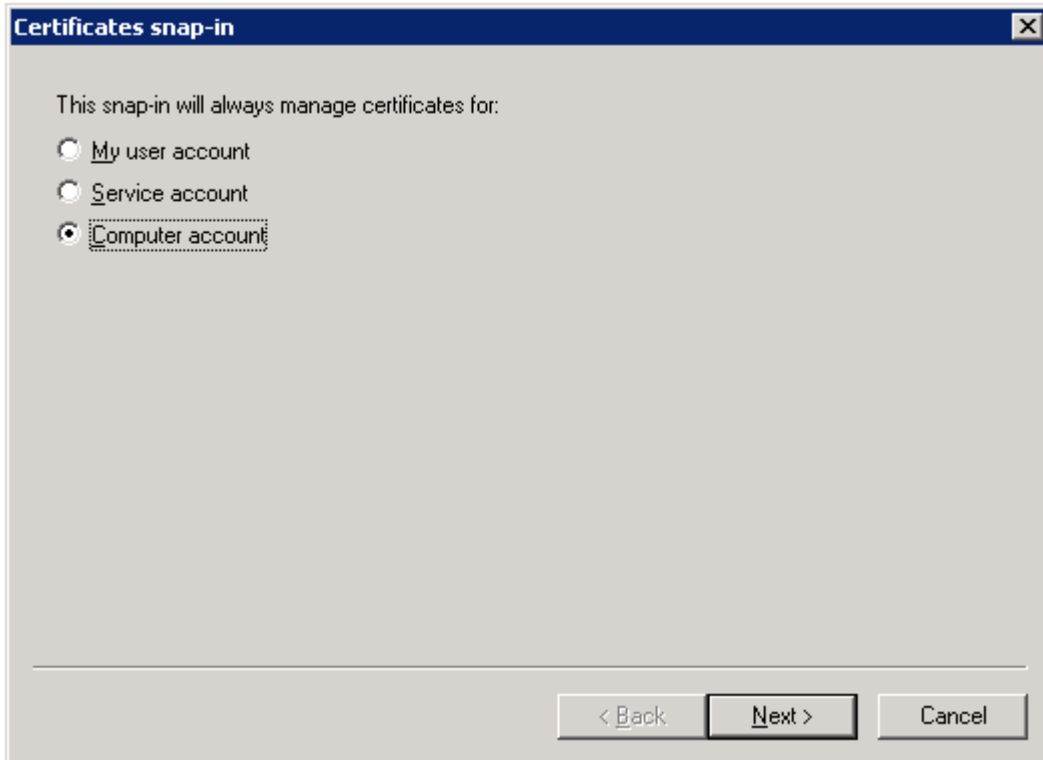 Certificates snap-in
This snap-in will always manage certificates for:
My user account
Service account
Computer account
< Back Next > Cancel